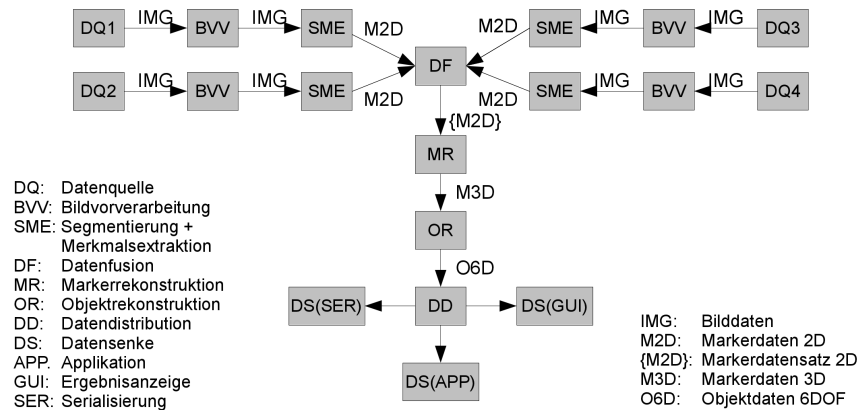 DQ1 IMG BVV IMG SME M2D M2D SME IMG BVV IMG DQ3
DF
DQ2 IMG BVV IMG SME M2D M2D SME IMG BVV IMG DQ4
{M2D}
MR
M3D
OR
O6D
DS(SER) DD DS(GUI)
DS(APP)
DQ: Datenquelle
BVV: Bildvorverarbeitung
SME: Segmentierung +
Merkmalsextraktion
DF: Datenfusion
MR: Markerrekonstruktion
OR: Objektrekonstruktion
DD: Datendistribution
DS: Datensenke
APP. Applikation
GUI: Ergebnisanzeige
SER: Serialisierung
IMG: Bilddaten
M2D: Markerdaten 2D
{M2D}: Markerdatensatz 2D
M3D: Markerdaten 3D
O6D: Objektdaten 6DOF